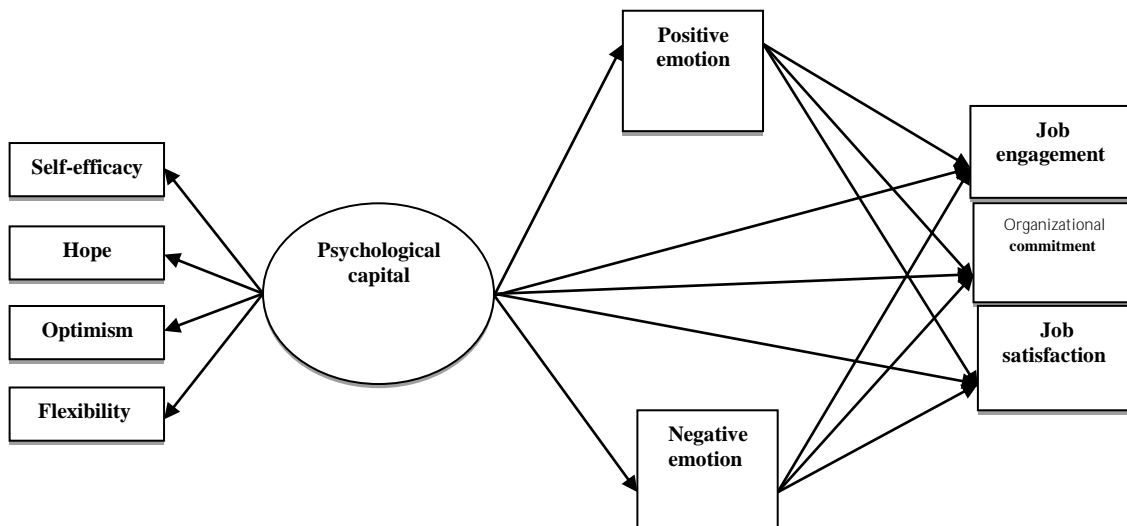 Positive
emotion
Job
engagement
Self-efficacy
Organizational
commitment
Hope
Psychological
capital
Optimism
Job
satisfaction
Flexibility
Negative
emotion